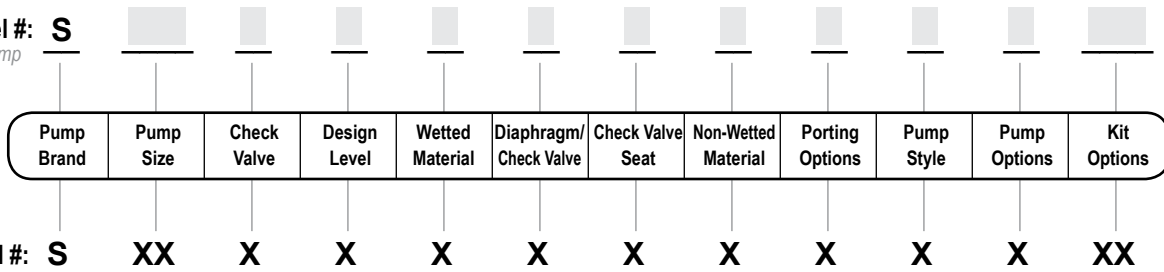 l #: S
mp
Pump Pump Check Design Wetted Diaphragm/ Check Valve Non-Wetted Porting Pump Pump Kit
Brand Size Valve Level Material Check Valve Seat Material Options Style Options Options
#: S XX X X X X X X X X X XX